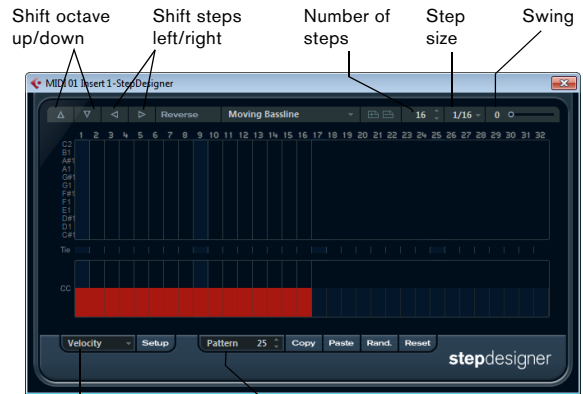 Shift octave up/down
Shift steps left/right
Number of steps
Step size
Swing
MIDI 01 Insert 1-StepDesigner
Reverse
Moving Bassline
16
1/16
0
1 2 3 4 5 6 7 8 9 10 11 12 13 14 15 16 17 18 19 20 21 22 23 24 25 26 27 28 29 30 31 32
C2
B1
A#1
A1
G#1
G1
F#1
F1
E1
D#1
D1
C#1
Tie
CC
Velocity
Setup
Pattern 25
Copy
Paste
Rand.
Reset
stepdesigner